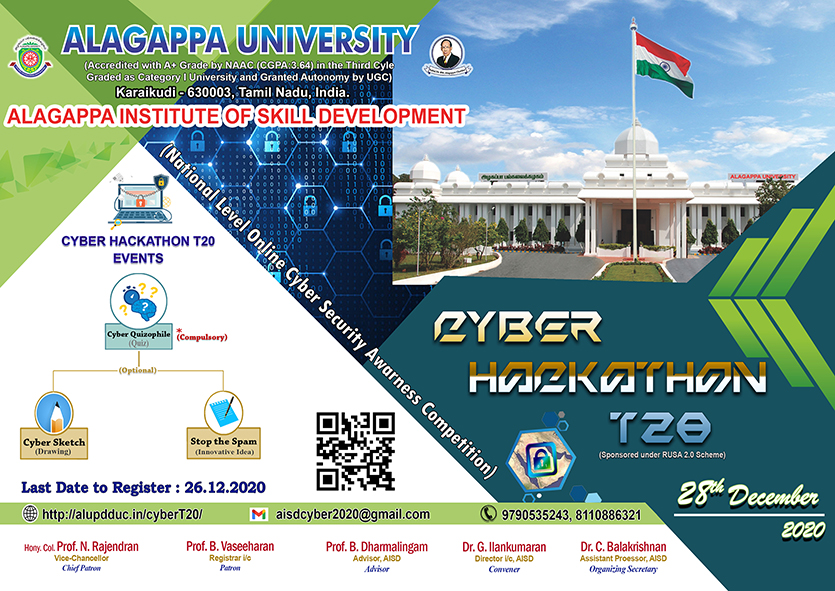 ALAGAPPA UNIVERSITY
(Accredited with A+ Grade by NAAC (CGPA:3.64) in the Third Cyle
Graded as Category I University and Granted Autonomy by UGC)
Karaikudi - 630003, Tamil Nadu, India.
ALAGAPPA INSTITUTE OF SKILL DEVELOPMENT
(National Level Online Cyber Security Awarness Competition)
அழகப்பா பல்கலைக்கழகம்
ALAGAPPA UNIVERSITY
CYBER HACKATHON T20
EVENTS
Cyber Quizophile
(Quiz)
*
(Compulsory)
(Optional)
Cyber Sketch
(Drawing)
Stop the Spam
(Innovative Idea)
CYBER
HACKATHON
T20
(Sponsored under RUSA 2.0 Scheme)
28th December
2020
Last Date to Register : 26.12.2020
http://alupdduc.in/cyberT20/
aisdcyber2020@gmail.com
9790535243, 8110886321
Hony. Col. Prof. N. Rajendran
Vice-Chancellor
Chief Patron
Prof. B. Vaseeharan
Registrar i/c
Patron
Prof. B. Dharmalingam
Advisor, AISD
Advisor
Dr. G. Ilankumaran
Director i/c, AISD
Convener
Dr. C. Balakrishnan
Assistant Proessor, AISD
Organizing Secretary